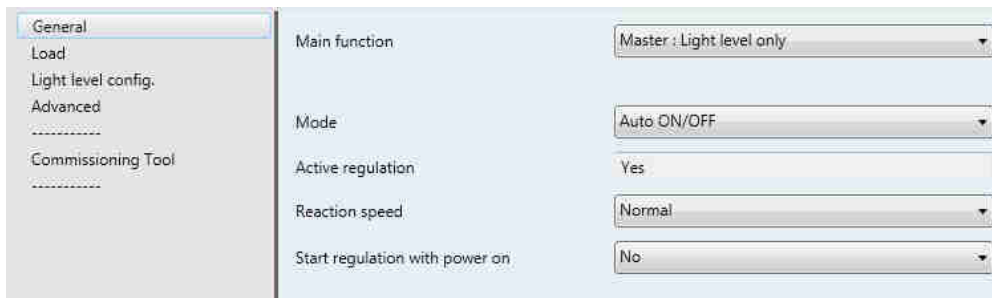 General
Load
Light level config.
Advanced
-----------
Commissioning Tool
-----------
Main function
Master : Light level only
Mode
Auto ON/OFF
Active regulation
Yes
Reaction speed
Normal
Start regulation with power on
No